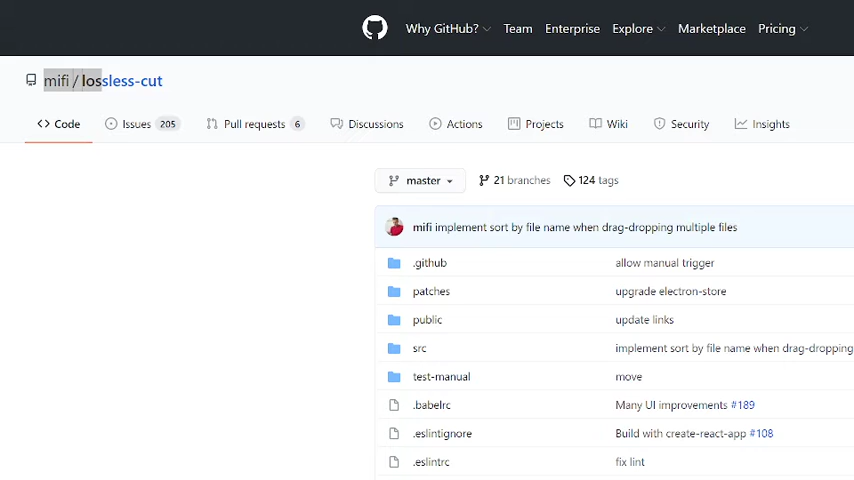 Why GitHub? Team Enterprise Explore Marketplace Pricing
mifi / lossless-cut
Code Issues 205 Pull requests 6 Discussions Actions Projects Wiki Security Insights
master 21 branches 124 tags
mifi implement sort by file name when drag-dropping multiple files
.github allow manual trigger
patches upgrade electron-store
public update links
src implement sort by file name when drag-dropping
test-manual move
.babelrc Many UI improvements #189
.eslintignore Build with create-react-app #108
.eslintrc fix lint